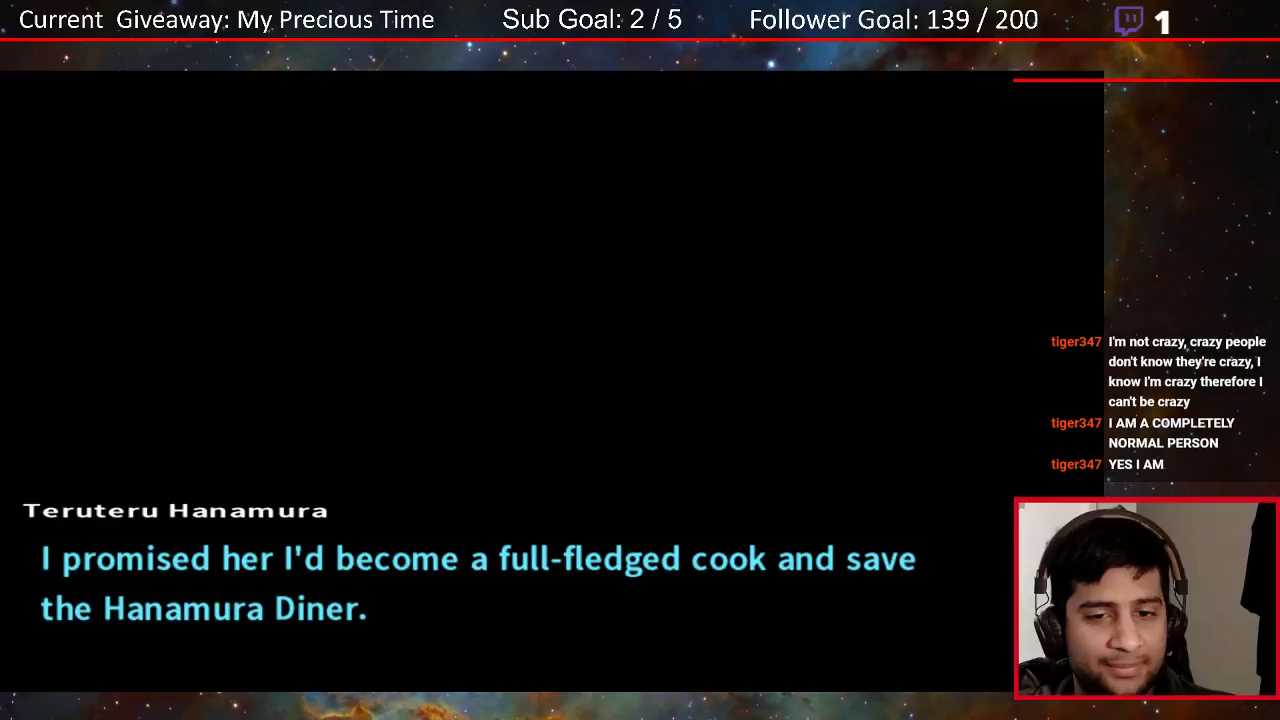 Current Giveaway: My Precious Time Sub Goal: 2 / 5 Follower Goal: 139 / 200 1
tiger347 I'm not crazy, crazy people
don't know they're crazy, I
know I'm crazy therefore I
can't be crazy
tiger347 I AM A COMPLETELY
NORMAL PERSON
tiger347 YES I AM
Teruteru Hanamura
I promised her I'd become a full-fledged cook and save
the Hanamura Diner.